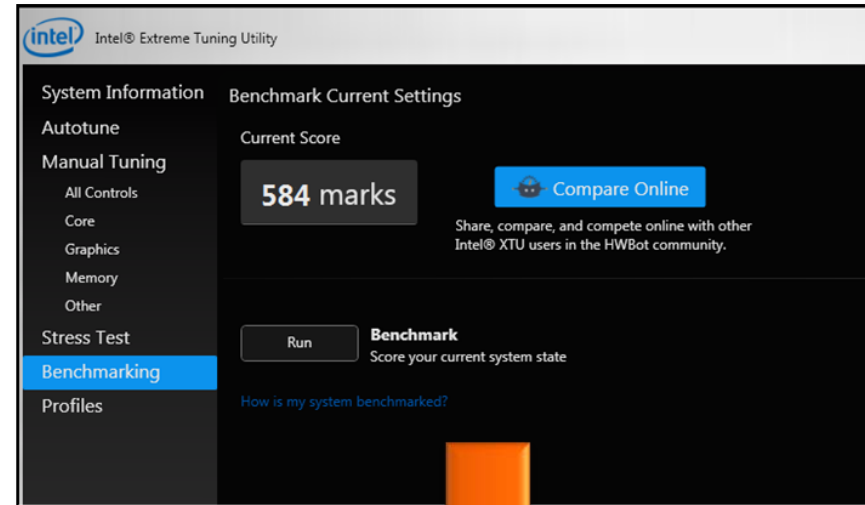 intel Intel® Extreme Tuning Utility
System Information
Autotune
Manual Tuning
All Controls
Core
Graphics
Memory
Other
Stress Test
Benchmarking
Profiles
Benchmark Current Settings
Current Score
584 marks
Compare Online
Share, compare, and compete online with other
Intel® XTU users in the HWBot community.
Run
Benchmark
Score your current system state
How is my system benchmarked?